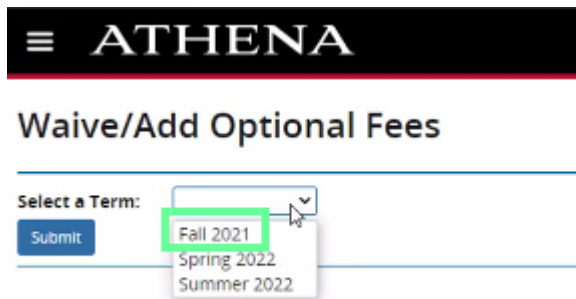 ATHENA
Waive/Add Optional Fees
Select a Term:
Submit
Fall 2021
Spring 2022
Summer 2022